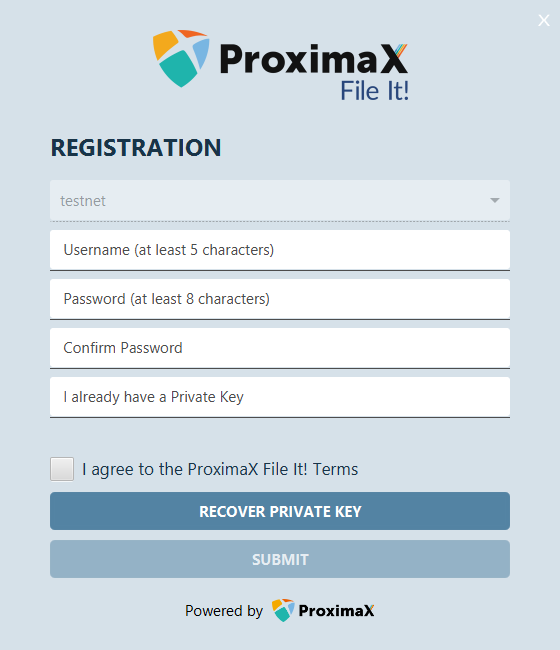 X
ProximaX
File It!
REGISTRATION
testnet
Username (at least 5 characters)
Password (at least 8 characters)
Confirm Password
I already have a Private Key
I agree to the ProximaX File It! Terms
RECOVER PRIVATE KEY
SUBMIT
Powered by ProximaX